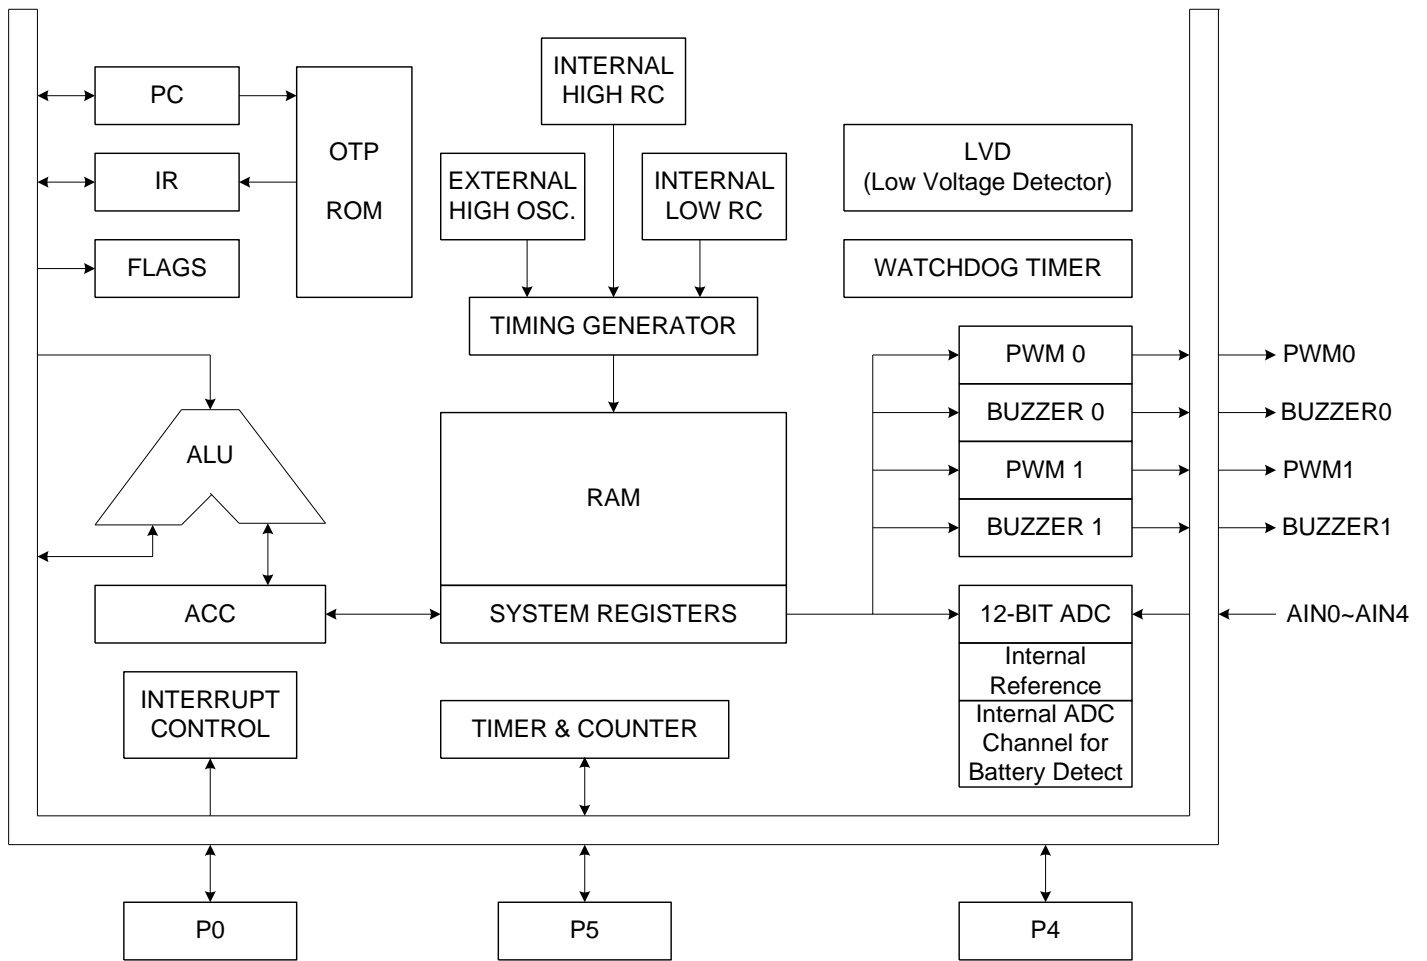 PC
IR
FLAGS
OTP
ROM
INTERNAL
HIGH RC
EXTERNAL
HIGH OSC.
INTERNAL
LOW RC
TIMING GENERATOR
LVD
(Low Voltage Detector)
WATCHDOG TIMER
ALU
ACC
RAM
SYSTEM REGISTERS
PWM 0
BUZZER 0
PWM 1
BUZZER 1
12-BIT ADC
Internal
Reference
Internal ADC
Channel for
Battery Detect
PWM0
BUZZER0
PWM1
BUZZER1
AIN0~AIN4
INTERRUPT
CONTROL
TIMER & COUNTER
P0
P5
P4